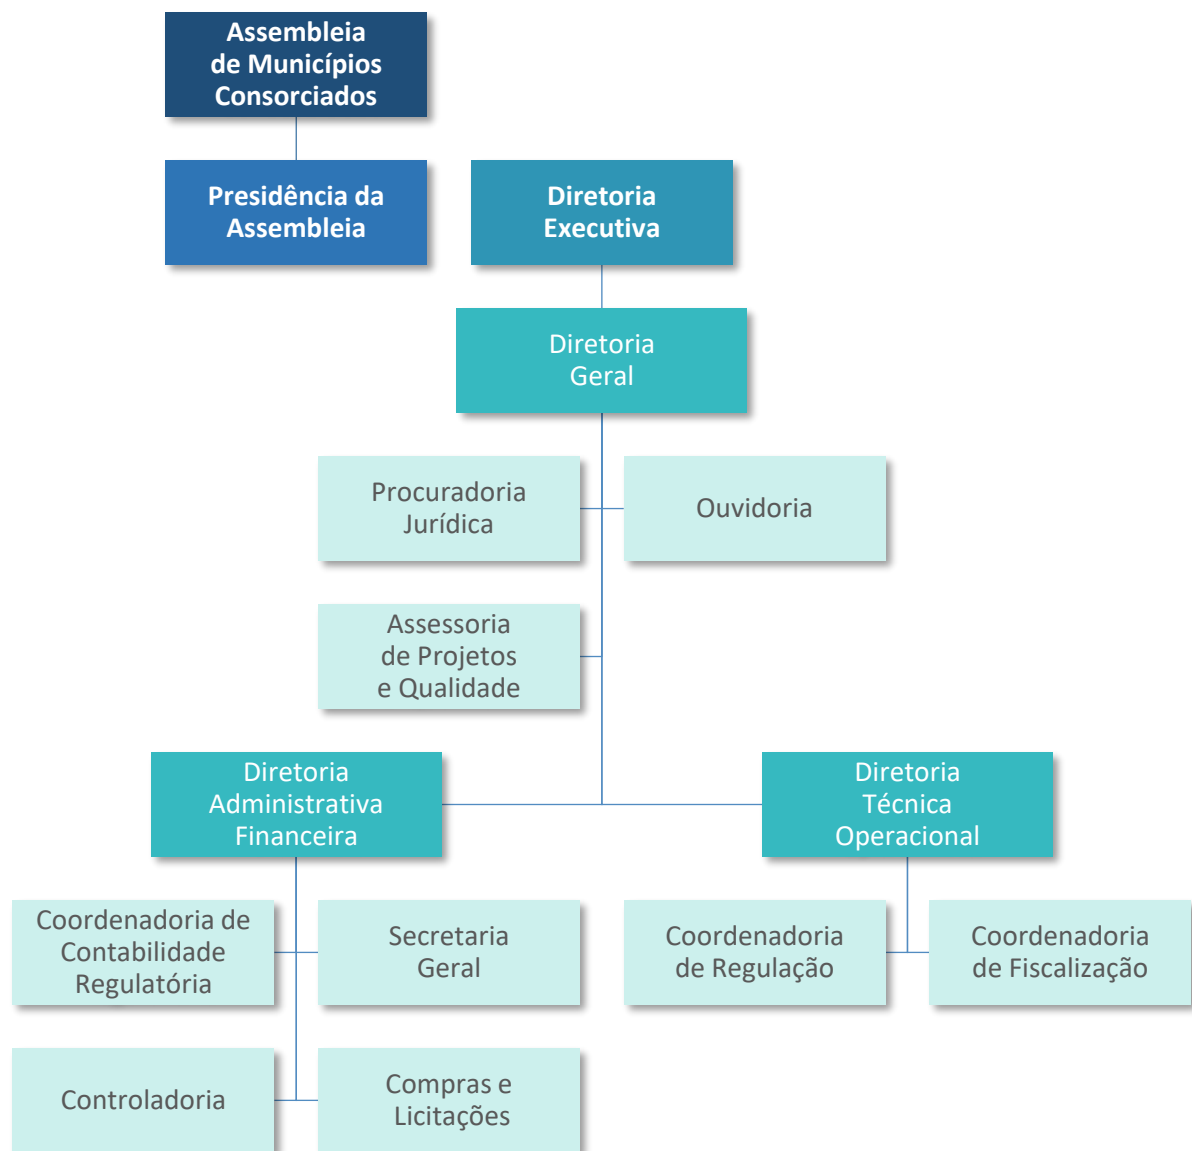 Assembleia
de Municípios
Consorciados
Presidência da
Assembleia
Diretoria
Executiva
Diretoria
Geral
Procuradoria
Jurídica
Ouvidoria
Assessoria
de Projetos
e Qualidade
Diretoria
Administrativa
Financeira
Diretoria
Técnica
Operacional
Coordenadoria de
Contabilidade
Regulatória
Secretaria
Geral
Coordenadoria
de Regulação
Coordenadoria
de Fiscalização
Controladoria
Compras e
Licitações